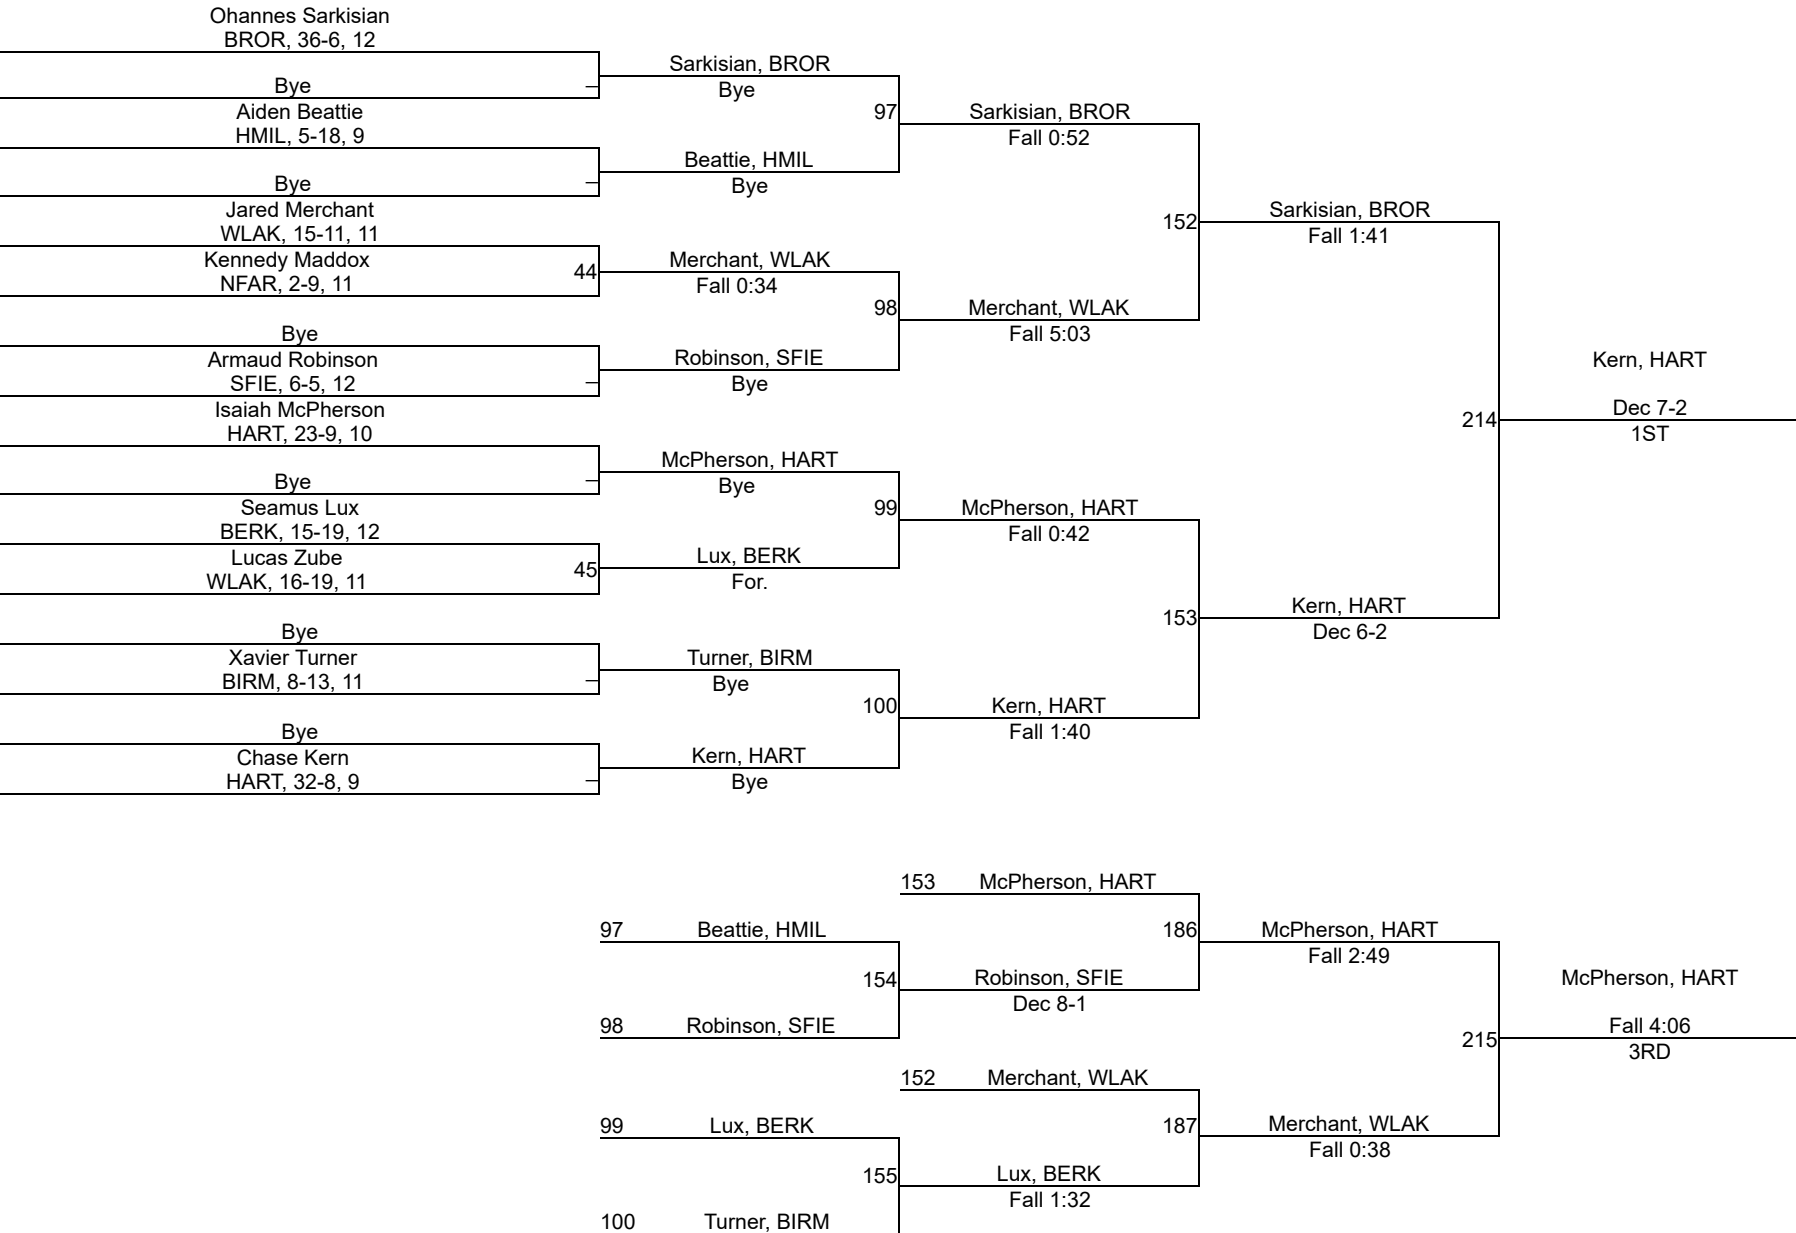 Ohannes Sarkisian
BROR, 36-6, 12
Bye
Aiden Beattie
HMIL, 5-18, 9
Bye
Jared Merchant
WLAK, 15-11, 11
Kennedy Maddox
NFAR, 2-9, 11
44
Bye
Armaud Robinson
SFIE, 6-5, 12
Isaiah McPherson
HART, 23-9, 10
Bye
Seamus Lux
BERK, 15-19, 12
Lucas Zube
WLAK, 16-19, 11
45
Bye
Xavier Turner
BIRM, 8-13, 11
Bye
Chase Kern
HART, 32-8, 9
Sarkisian, BROR
Bye
97
Beattie, HMIL
Bye
Merchant, WLAK
Fall 0:34
98
Robinson, SFIE
Bye
McPherson, HART
Bye
99
Lux, BERK
For.
Turner, BIRM
Bye
100
Kern, HART
Bye
Sarkisian, BROR
Fall 0:52
152
Merchant, WLAK
Fall 5:03
McPherson, HART
Fall 0:42
153
Kern, HART
Fall 1:40
Sarkisian, BROR
Fall 1:41
214
Kern, HART
Dec 6-2
Kern, HART
Dec 7-2
1ST
153 McPherson, HART
97 Beattie, HMIL
186
154
Robinson, SFIE
Dec 8-1
98 Robinson, SFIE
152 Merchant, WLAK
99 Lux, BERK
187
155
Lux, BERK
Fall 1:32
100 Turner, BIRM
McPherson, HART
Fall 2:49
215
Merchant, WLAK
Fall 0:38
McPherson, HART
Fall 4:06
3RD